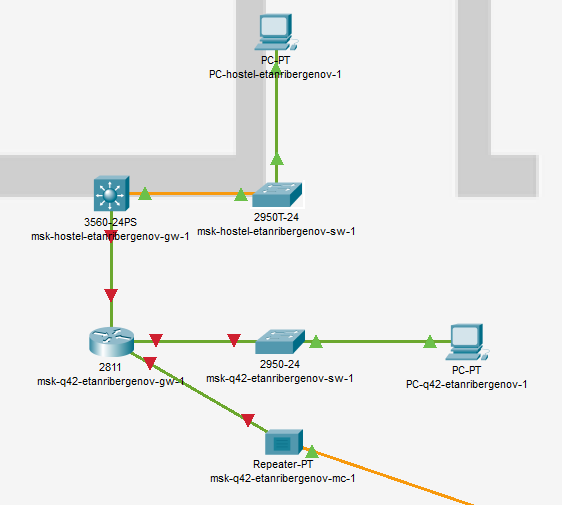 PC-PT
PC-hostel-etanribergenov-1
3560-24PS
msk-hostel-etanribergenov-gw-1
2950T-24
msk-hostel-etanribergenov-sw-1
2811
msk-q42-etanribergenov-gw-1
2950-24
msk-q42-etanribergenov-sw-1
PC-PT
PC-q42-etanribergenov-1
Repeater-PT
msk-q42-etanribergenov-mc-1